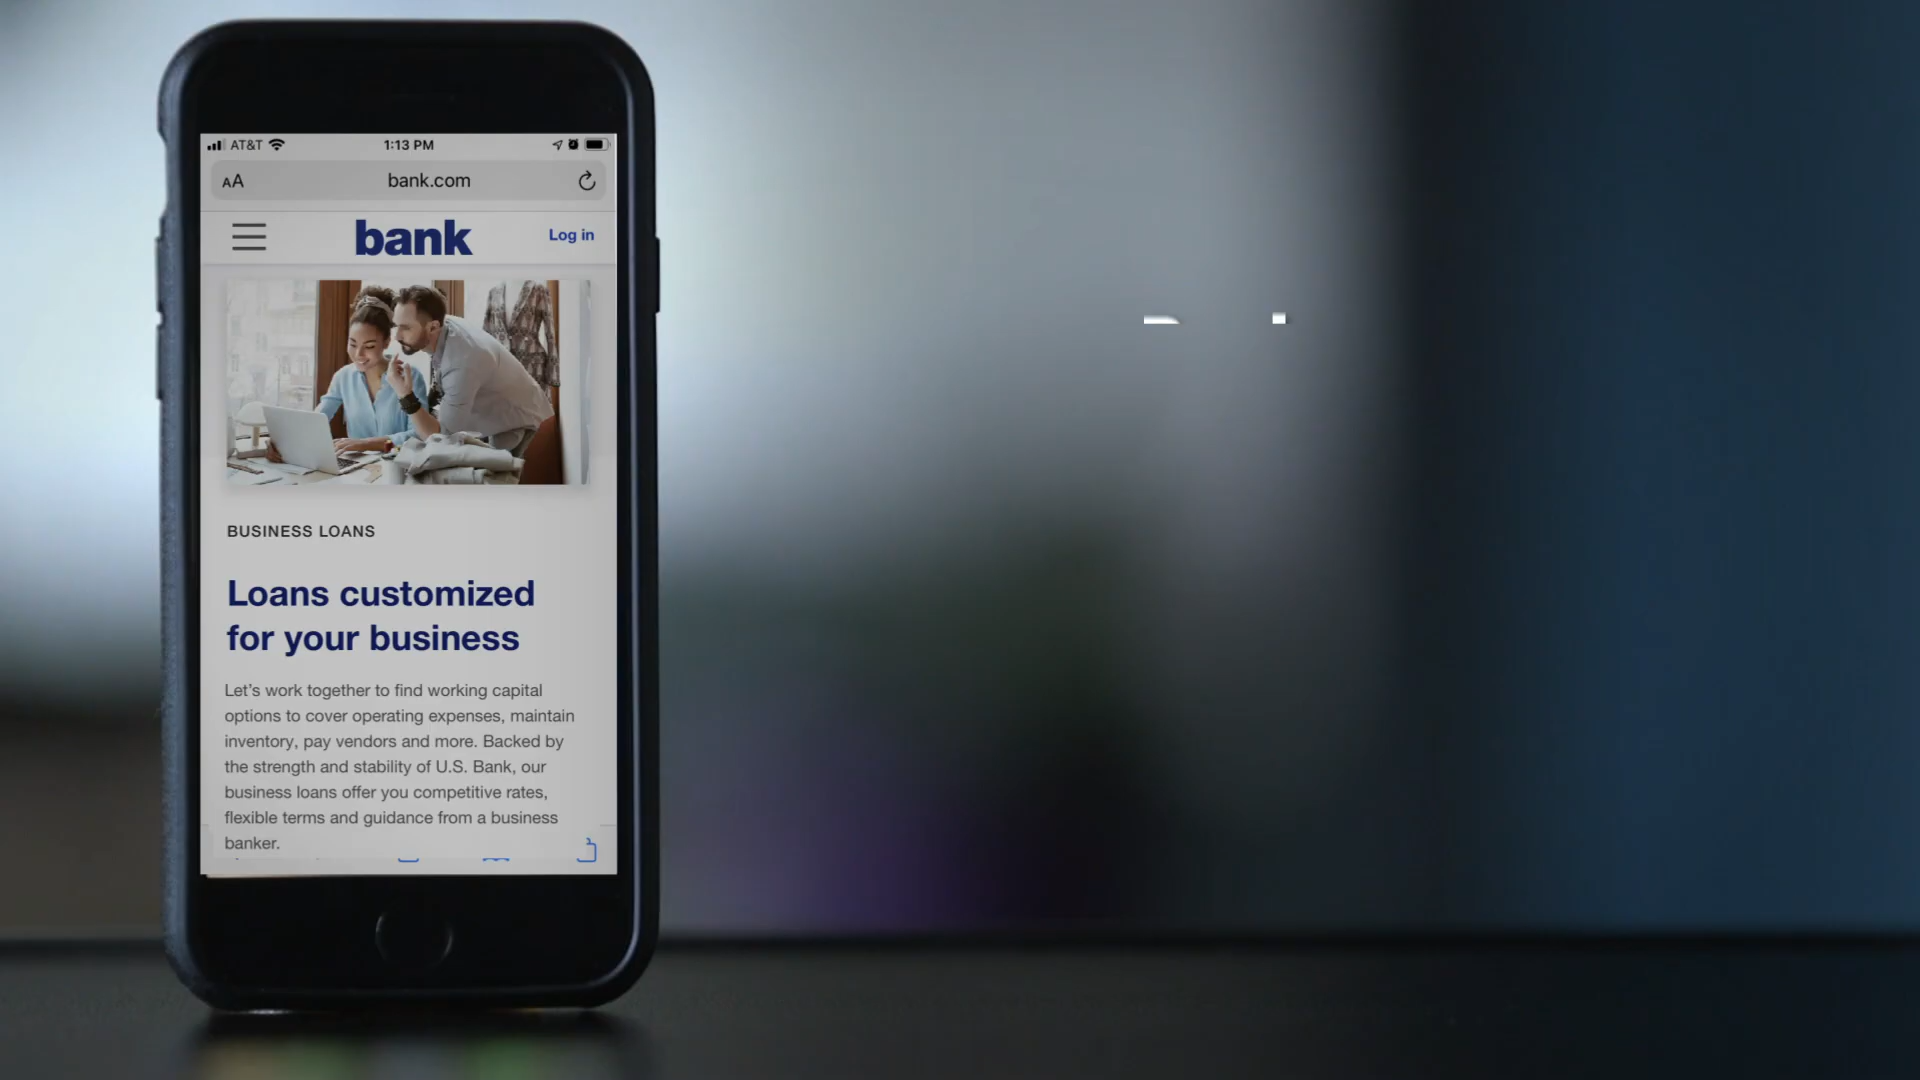 AT&T 1:13 PM
AA bank.com
bank Log in
BUSINESS LOANS
Loans customized
for your business
Let's work together to find working capital
options to cover operating expenses, maintain
inventory, pay vendors and more. Backed by
the strength and stability of U.S. Bank, our
business loans offer you competitive rates,
flexible terms and guidance from a business
banker.